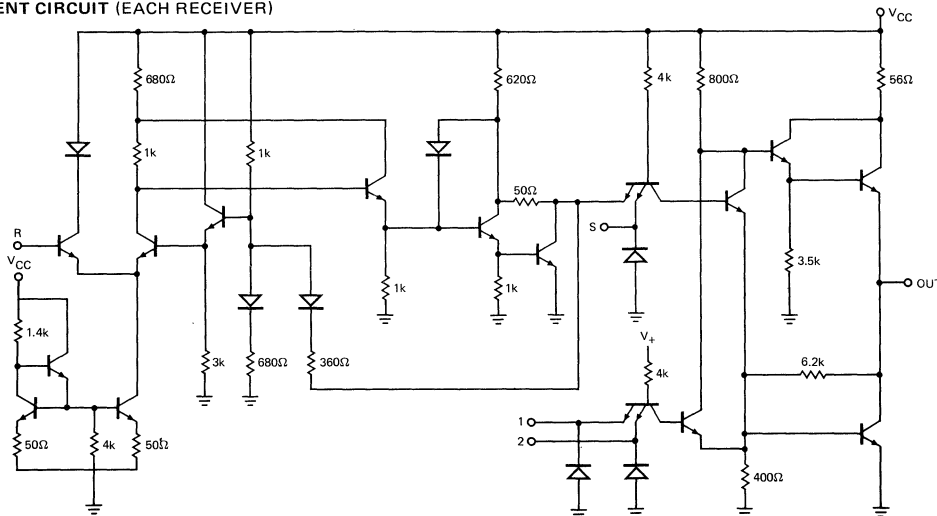 ENT CIRCUIT (EACH RECEIVER)
VCC
680Ω
620Ω
4k
800Ω
56Ω
1k
1k
50Ω
R
S
VCC
3.5k
OUT
1k
1k
1.4k
V+
6.2k
3k
680Ω
360Ω
4k
1
2
50Ω
4k
50Ω
400Ω